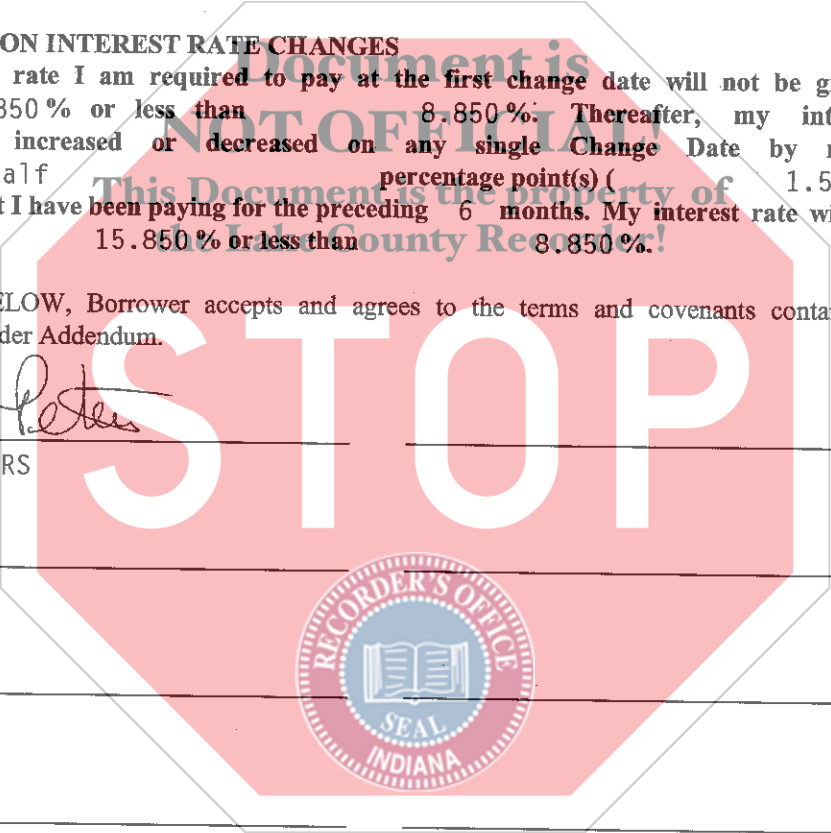 ON INTEREST RATE CHANGES
Document is
rate I am required to pay at the first change date will not be g
350 % or less than 8.850 %. Thereafter, my int
NOT OFFICIAL!
increased or decreased on any single Change Date by
alf percentage point(s) ( 1.5
This Document is the property of
t I have been paying for the preceding 6 months. My interest rate wi
15.850 % or less than 8.850 %.
the Lake County Recorder!
ELOW, Borrower accepts and agrees to the terms and covenants conta
der Addendum.
STOP
Peters
RS
RECORDER'S OFFICE
SEAL
INDIANA